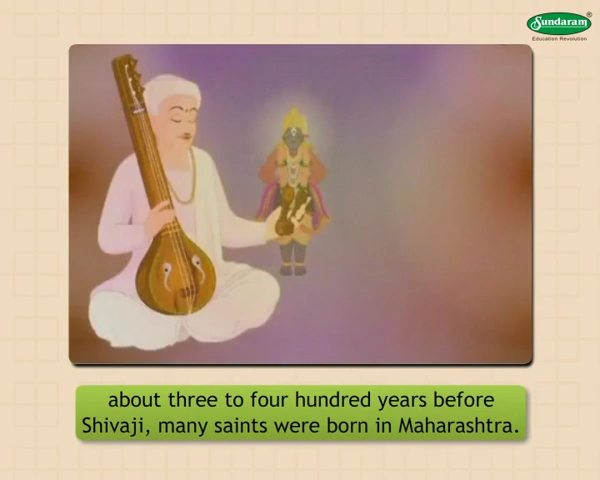 Sundaram®
Education Revolution
about three to four hundred years before
Shivaji, many saints were born in Maharashtra.